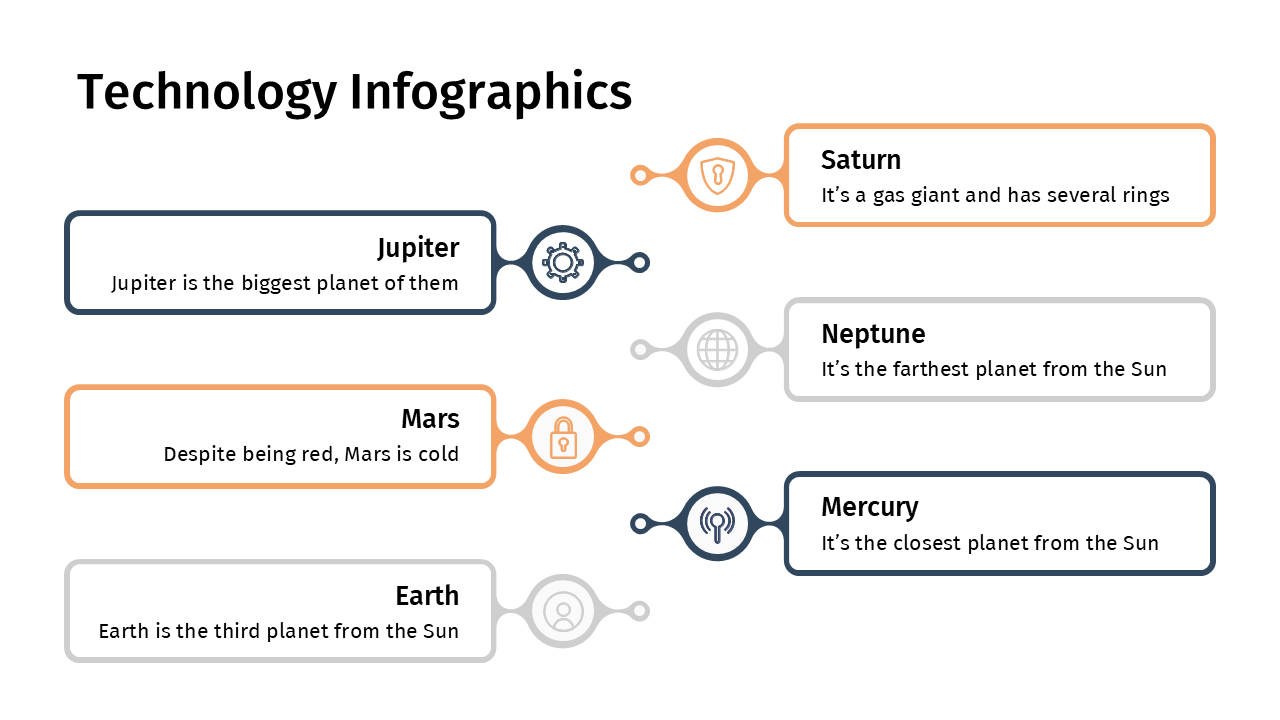 Technology Infographics
Saturn
It’s a gas giant and has several rings
Jupiter
Jupiter is the biggest planet of them
Neptune
It’s the farthest planet from the Sun
Mars
Despite being red, Mars is cold
Mercury
It’s the closest planet from the Sun
Earth
Earth is the third planet from the Sun